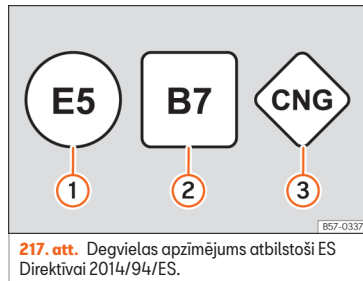 E5 B7 CNG
1 2 3
B57-0337
217. att. Degvielas apzīmējums atbilstoši ES
Direktīvai 2014/94/ES.